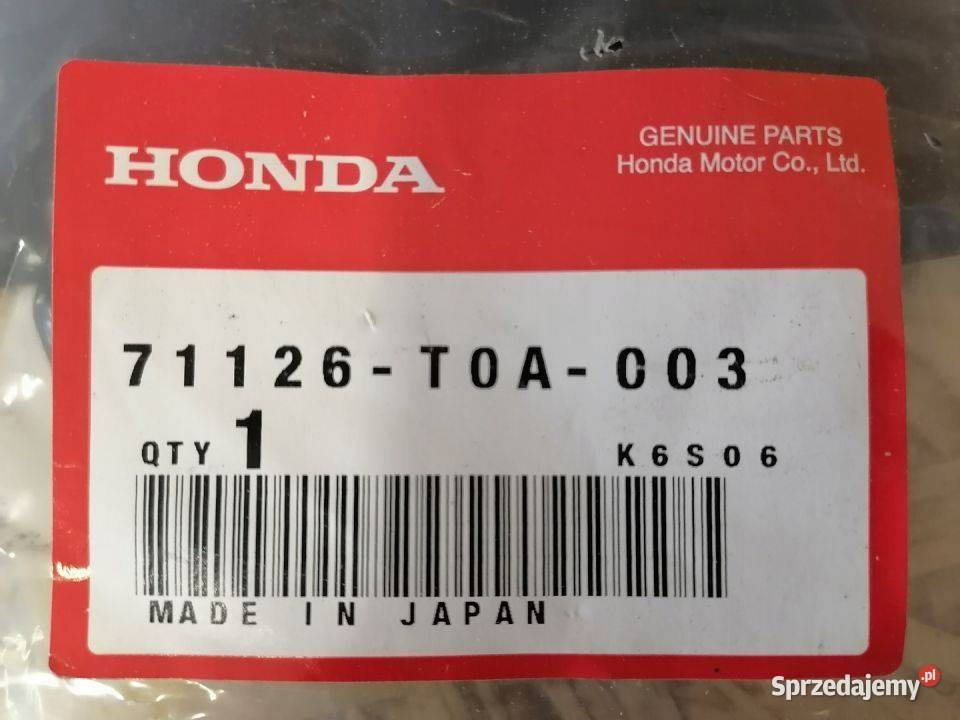 HONDA
GENUINE PARTS
Honda Motor Co., Ltd.
71126-T0A-003
QTY 1 K6S06
MADE IN JAPAN
Sprzedajemy.pl